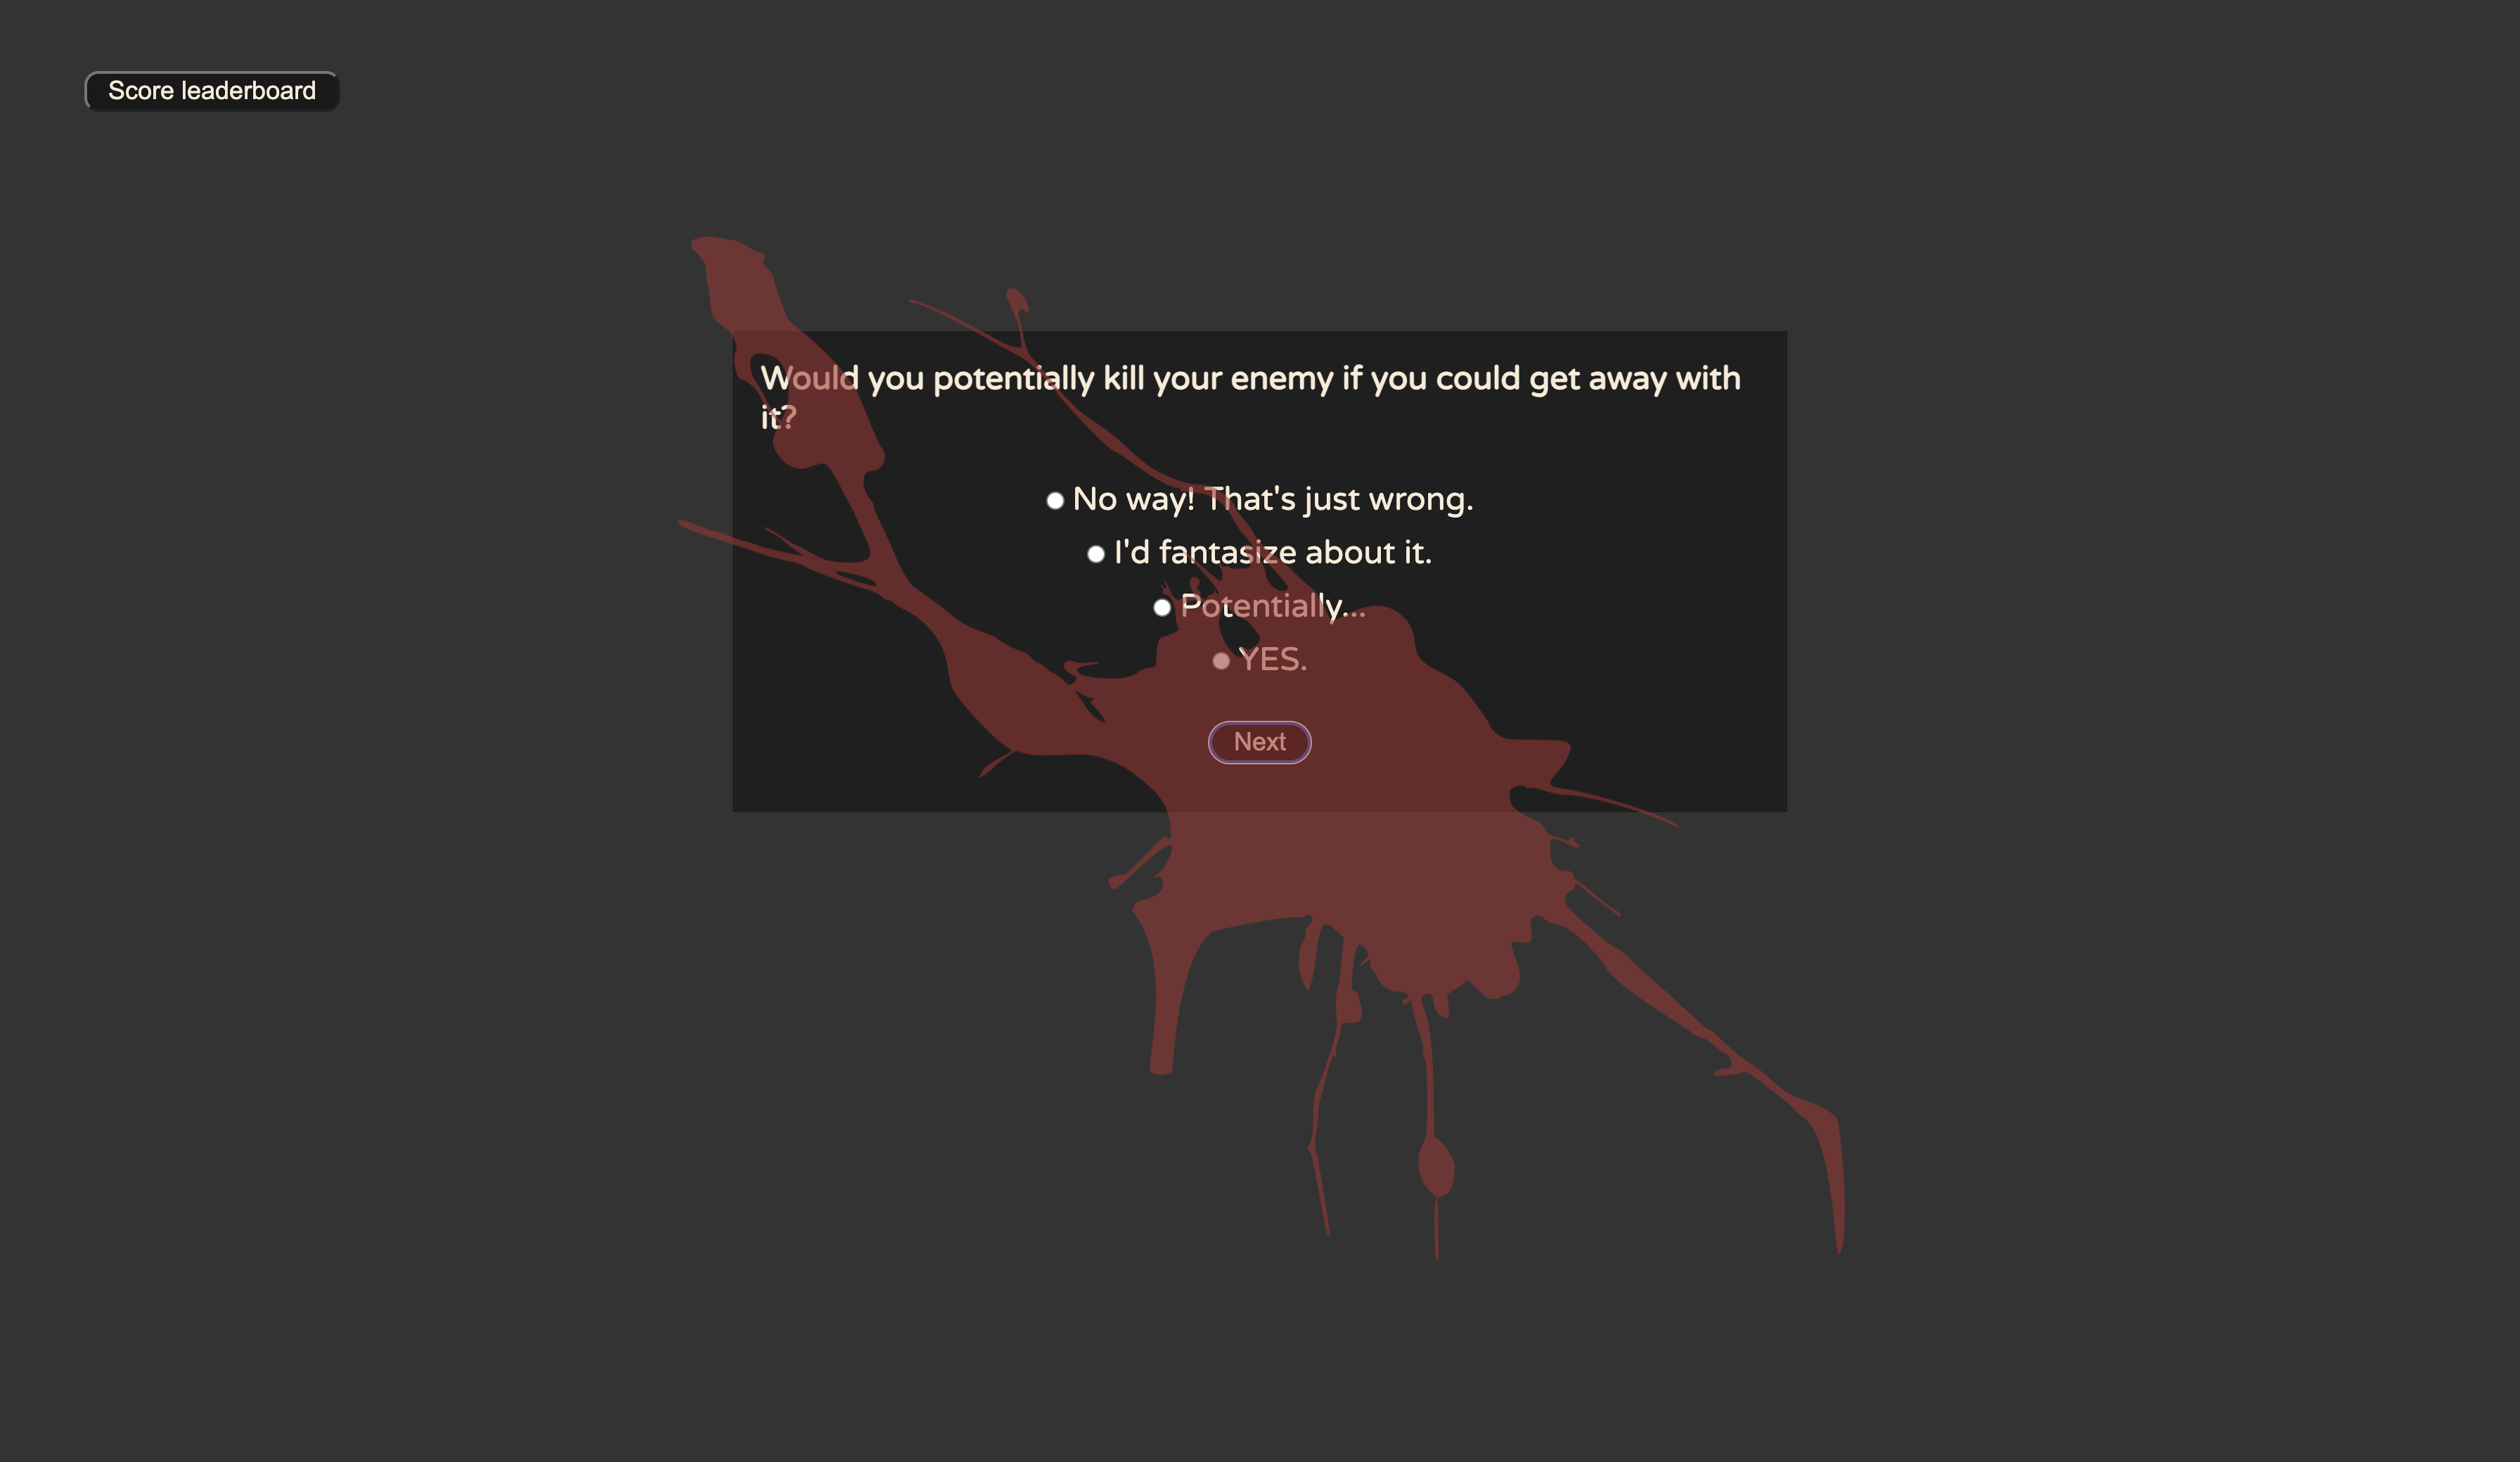 Score leaderboard
Would you potentially kill your enemy if you could get away with
it?
No way! That's just wrong.
I'd fantasize about it.
Potentially...
YES.
Next